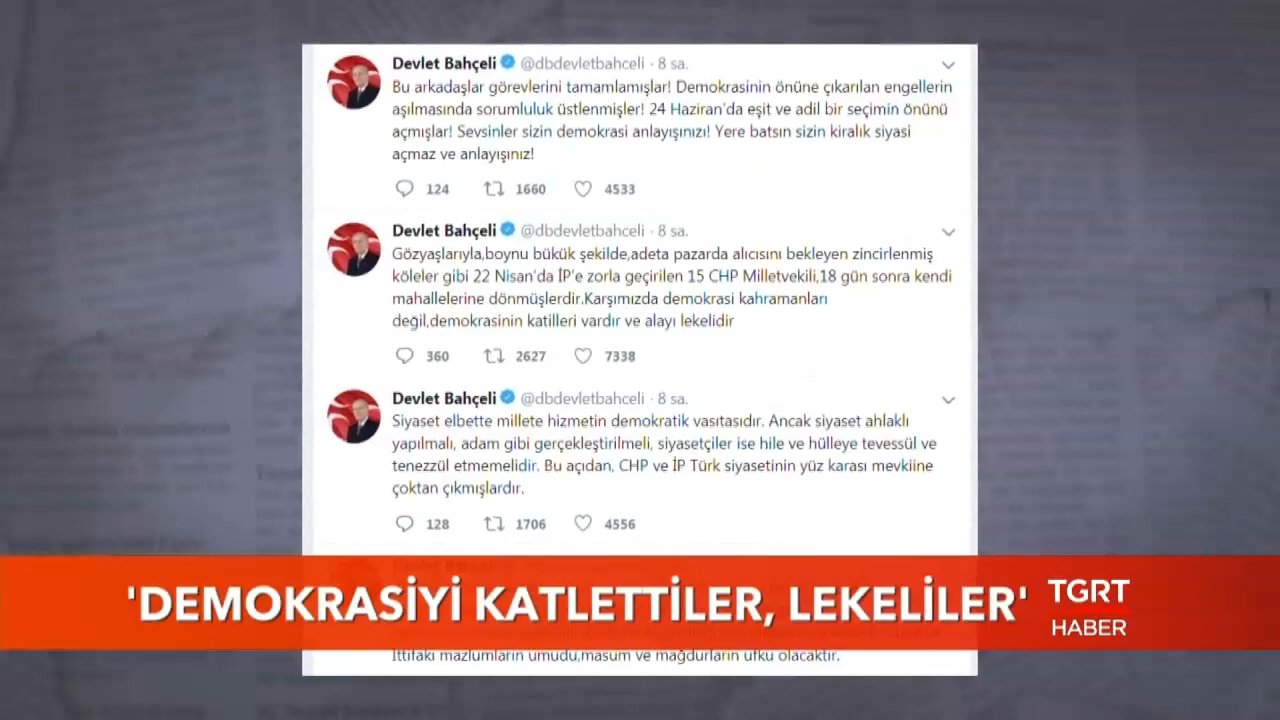 Devlet Bahçeli @dbdevletbahceli · 8 sa.
Bu arkadaşlar görevlerini tamamlamışlar! Demokrasinin önüne çıkarılan engellerin
aşılmasında sorumluluk üstlenmişler! 24 Haziran'da eşit ve adil bir seçimin önünü
açmışlar! Sevsinler sizin demokrasi anlayışınızı! Yere batsın sizin kiralık siyasi
açmaz ve anlayışınız!
124 1660 4533
Devlet Bahçeli @dbdevletbahceli · 8 sa.
Gözyaşlarıyla,boynu bükük şekilde,adeta pazarda alıcısını bekleyen zincirlenmiş
köleler gibi 22 Nisan'da İP'e zorla geçirilen 15 CHP Milletvekili,18 gün sonra kendi
mahallelerine dönmüşlerdir.Karşımızda demokrasi kahramanları
değil,demokrasinin katilleri vardır ve alayı lekelidir
360 2627 7338
Devlet Bahçeli @dbdevletbahceli · 8 sa.
Siyaset elbette millete hizmetin demokratik vasıtasıdır. Ancak siyaset ahlaklı
yapılmalı, adam gibi gerçekleştirilmeli, siyasetçiler ise hile ve hülleye tevessül ve
tenezzül etmemelidir. Bu açıdan, CHP ve İP Türk siyasetinin yüz karası mevkiine
çoktan çıkmışlardır.
128 1706 4556
'DEMOKRASİYİ KATLETTİLER, LEKELİLER'
TGRT
HABER
İttifakı mazlumların umudu,masum ve mağdurların ufku olacaktır.